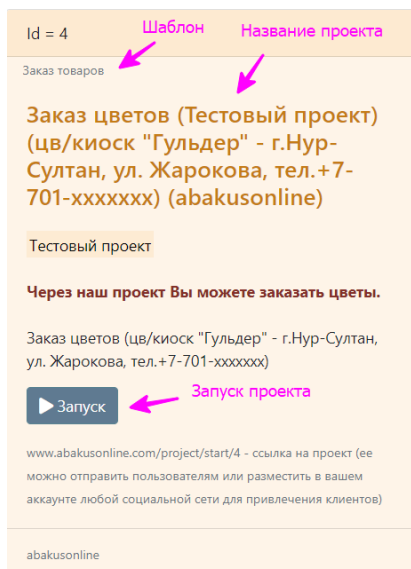 Шаблон
Название проекта
Id = 4
Заказ товаров
Заказ цветов (Тестовый проект)
(цв/киоск "Гульдер" - г.Нур-
Султан, ул. Жарокова, тел.+7-
701-xxxxxxx) (abakusonline)
Тестовый проект
Через наш проект Вы можете заказать цветы.
Заказ цветов (цв/киоск "Гульдер" - г.Нур-Султан,
ул. Жарокова, тел.+7-701-xxxxxxx)
Запуск проекта
Запуск
www.abakusonline.com/project/start/4 - ссылка на проект (ее
можно отправить пользователям или разместить в вашем
аккаунте любой социальной сети для привлечения клиентов)
abakusonline